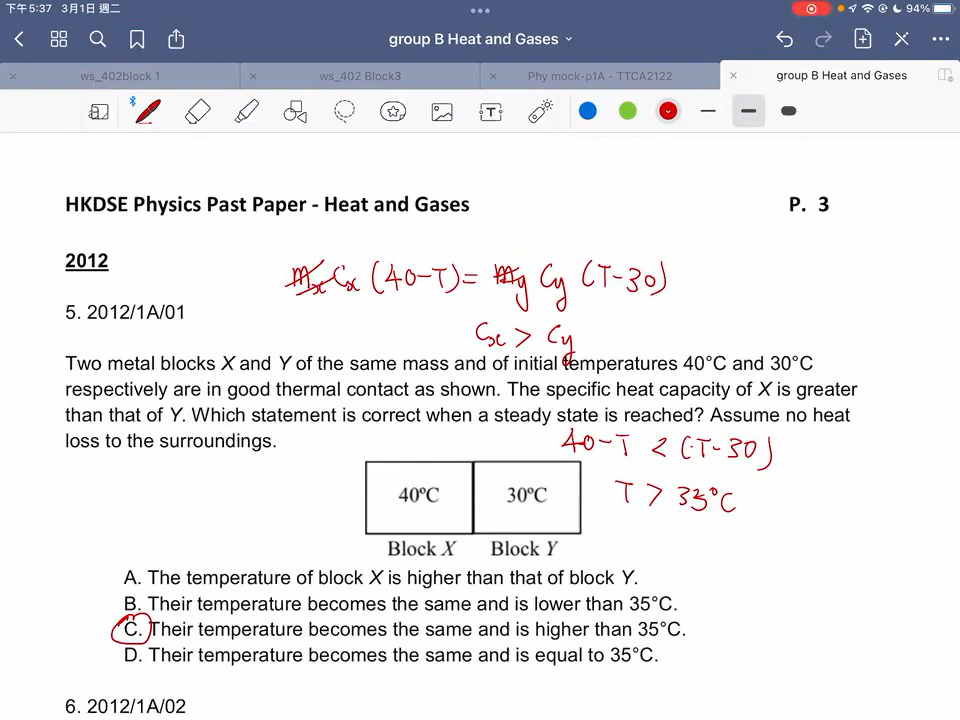 下午5:37 3月1日 週二
94%
group B Heat and Gases
ws_402block 1
ws_402 Block3
Phy mock-p1A - TTCA2122
group B Heat and Gases
HKDSE Physics Past Paper - Heat and Gases P. 3
2012
mx Cx (40-T) = my Cy (T-30)
5. 2012/1A/01
Cx > Cy
Two metal blocks X and Y of the same mass and of initial temperatures 40°C and 30°C
respectively are in good thermal contact as shown. The specific heat capacity of X is greater
than that of Y. Which statement is correct when a steady state is reached? Assume no heat
loss to the surroundings.
40-T < (T-30)
T > 35°C
40ºC 30ºC
Block X Block Y
A. The temperature of block X is higher than that of block Y.
B. Their temperature becomes the same and is lower than 35°C.
C. Their temperature becomes the same and is higher than 35°C.
D. Their temperature becomes the same and is equal to 35°C.
6. 2012/1A/02